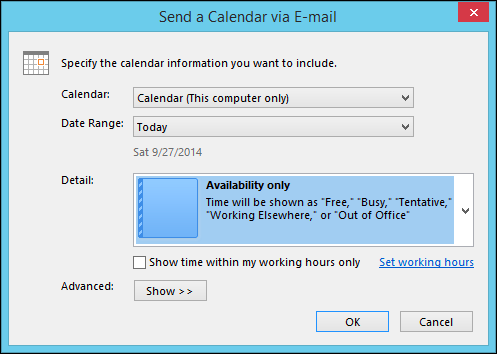 Send a Calendar via E-mail
Specify the calendar information you want to include.
Calendar: Calendar (This computer only)
Date Range: Today
Sat 9/27/2014
Detail: Availability only
Time will be shown as "Free," "Busy," "Tentative,"
"Working Elsewhere," or "Out of Office"
Show time within my working hours only Set working hours
Advanced: Show >>
OK Cancel